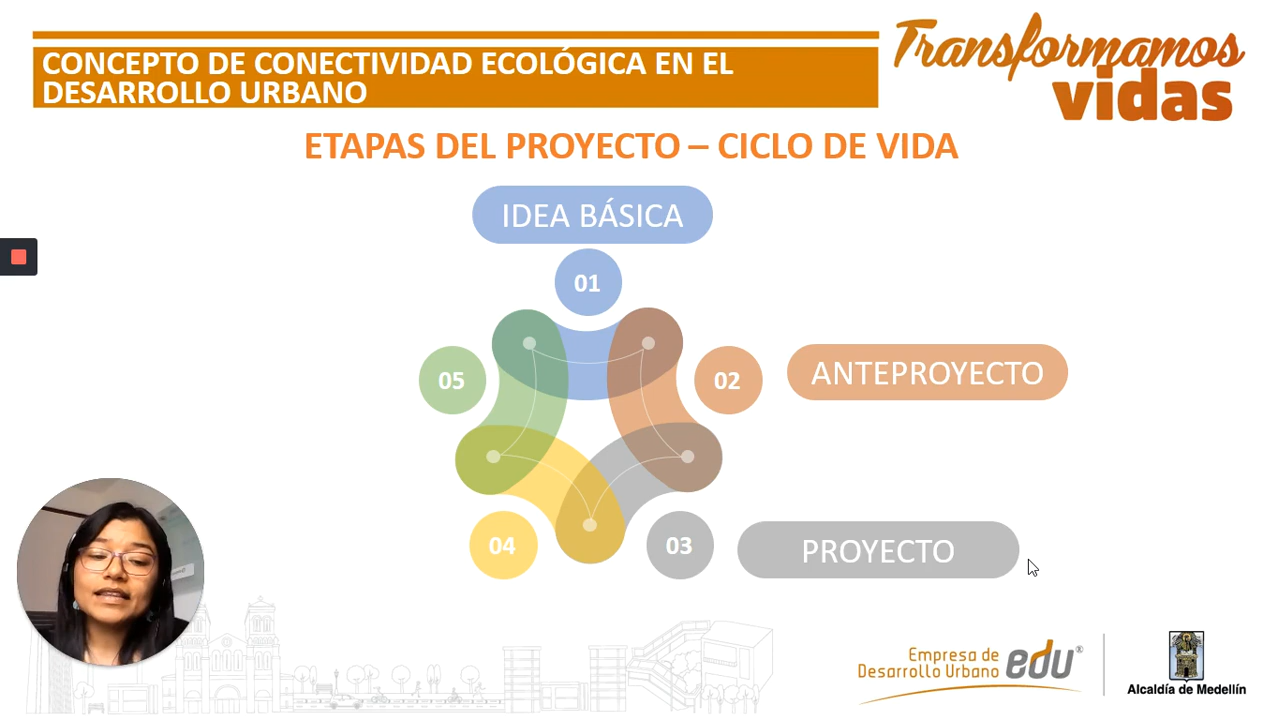 CONCEPTO DE CONECTIVIDAD ECOLÓGICA EN EL
DESARROLLO URBANO
Transformamos
vidas
ETAPAS DEL PROYECTO – CICLO DE VIDA
IDEA BÁSICA
01
05
02
ANTEPROYECTO
04
03
PROYECTO
Empresa de
Desarrollo Urbano
edu®
Alcaldía de Medellín